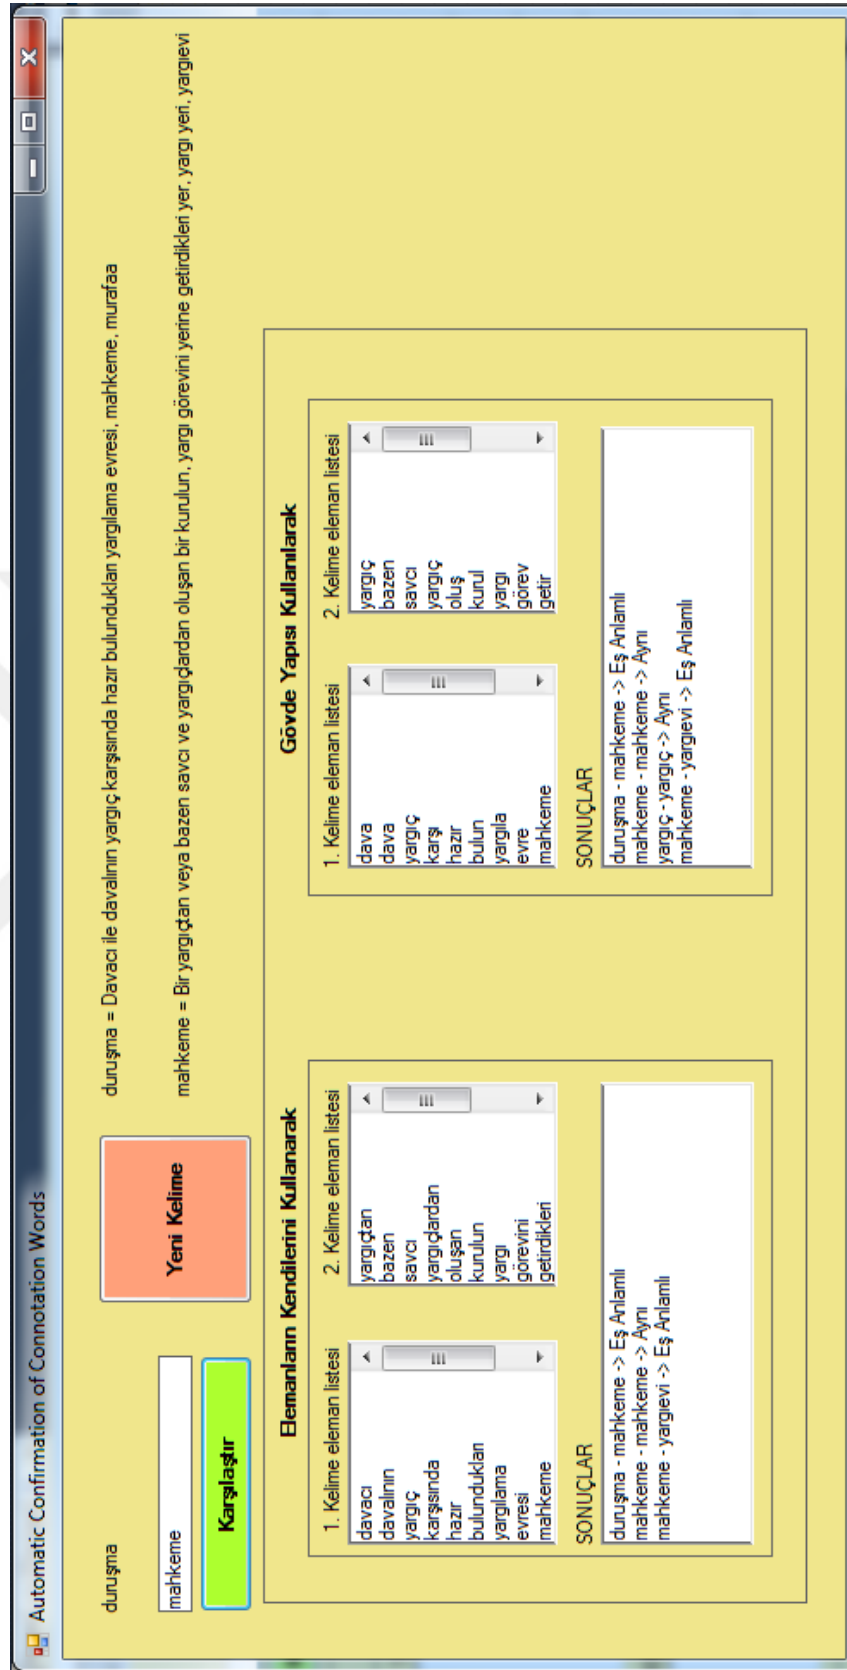 Automatic Confirmation of Connotation Words
duruşma
mahkeme
Karşılaştır
Yeni Kelime
duruşma = Davacı ile davalının yargıç karşısında hazır bulundukları yargılama evresi, mahkeme, murafaa
mahkeme = Bir yargıçtan veya bazen savcı ve yargıçlardan oluşan bir kurulun, yargı görevini yerine getirdikleri yer, yargı yeri, yargıevi
Elemanların Kendilerini Kullanarak
1. Kelime eleman listesi
davacı
davalının
yargıç
karşısında
hazır
bulundukları
yargılama
evresi
mahkeme
2. Kelime eleman listesi
yargıçtan
bazen
savcı
yargıçlardan
oluşan
kurulun
yargı
görevini
getirdikleri
SONUÇLAR
duruşma - mahkeme -> Eş Anlamlı
mahkeme - mahkeme -> Aynı
mahkeme - yargıevi -> Eş Anlamlı
Gövde Yapısı Kullanılarak
1. Kelime eleman listesi
dava
dava
yargıç
karşı
hazır
bulun
yargıla
evre
mahkeme
2. Kelime eleman listesi
yargıç
bazen
savcı
yargıç
oluş
kurul
yargı
görev
getir
SONUÇLAR
duruşma - mahkeme -> Eş Anlamlı
mahkeme - mahkeme -> Aynı
yargıç - yargıç -> Aynı
mahkeme - yargıevi -> Eş Anlamlı